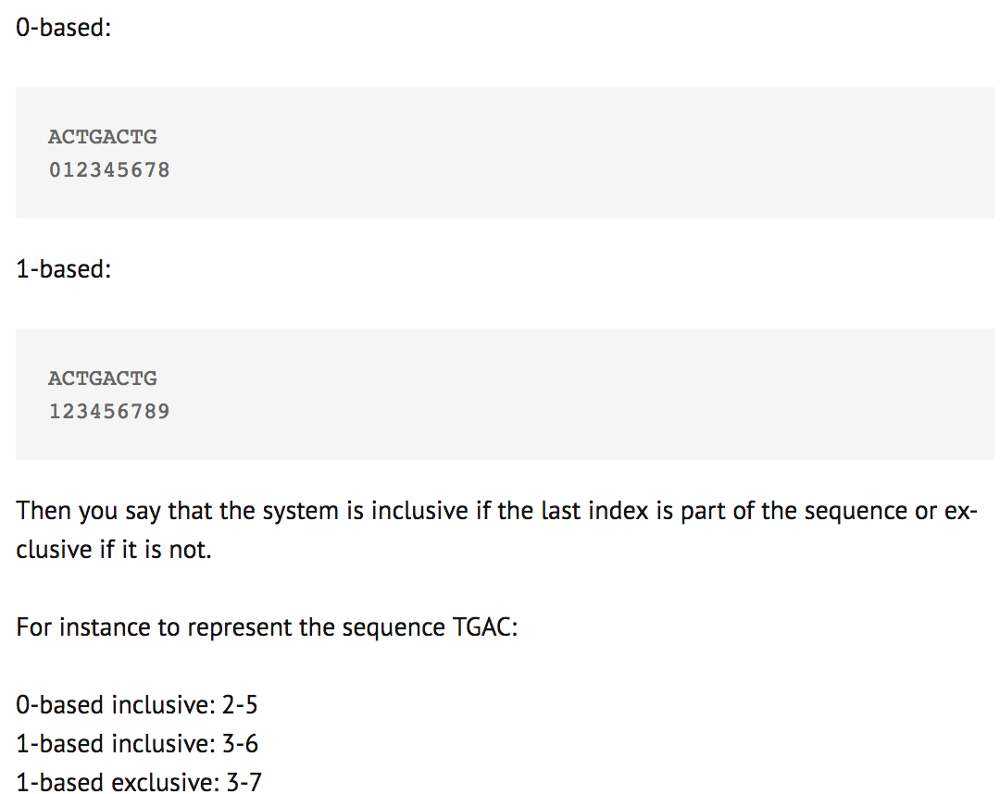 0-based:
ACTGACTG
012345678
1-based:
ACTGACTG
123456789
Then you say that the system is inclusive if the last index is part of the sequence or ex-
clusive if it is not.
For instance to represent the sequence TGAC:
0-based inclusive: 2-5
1-based inclusive: 3-6
1-based exclusive: 3-7